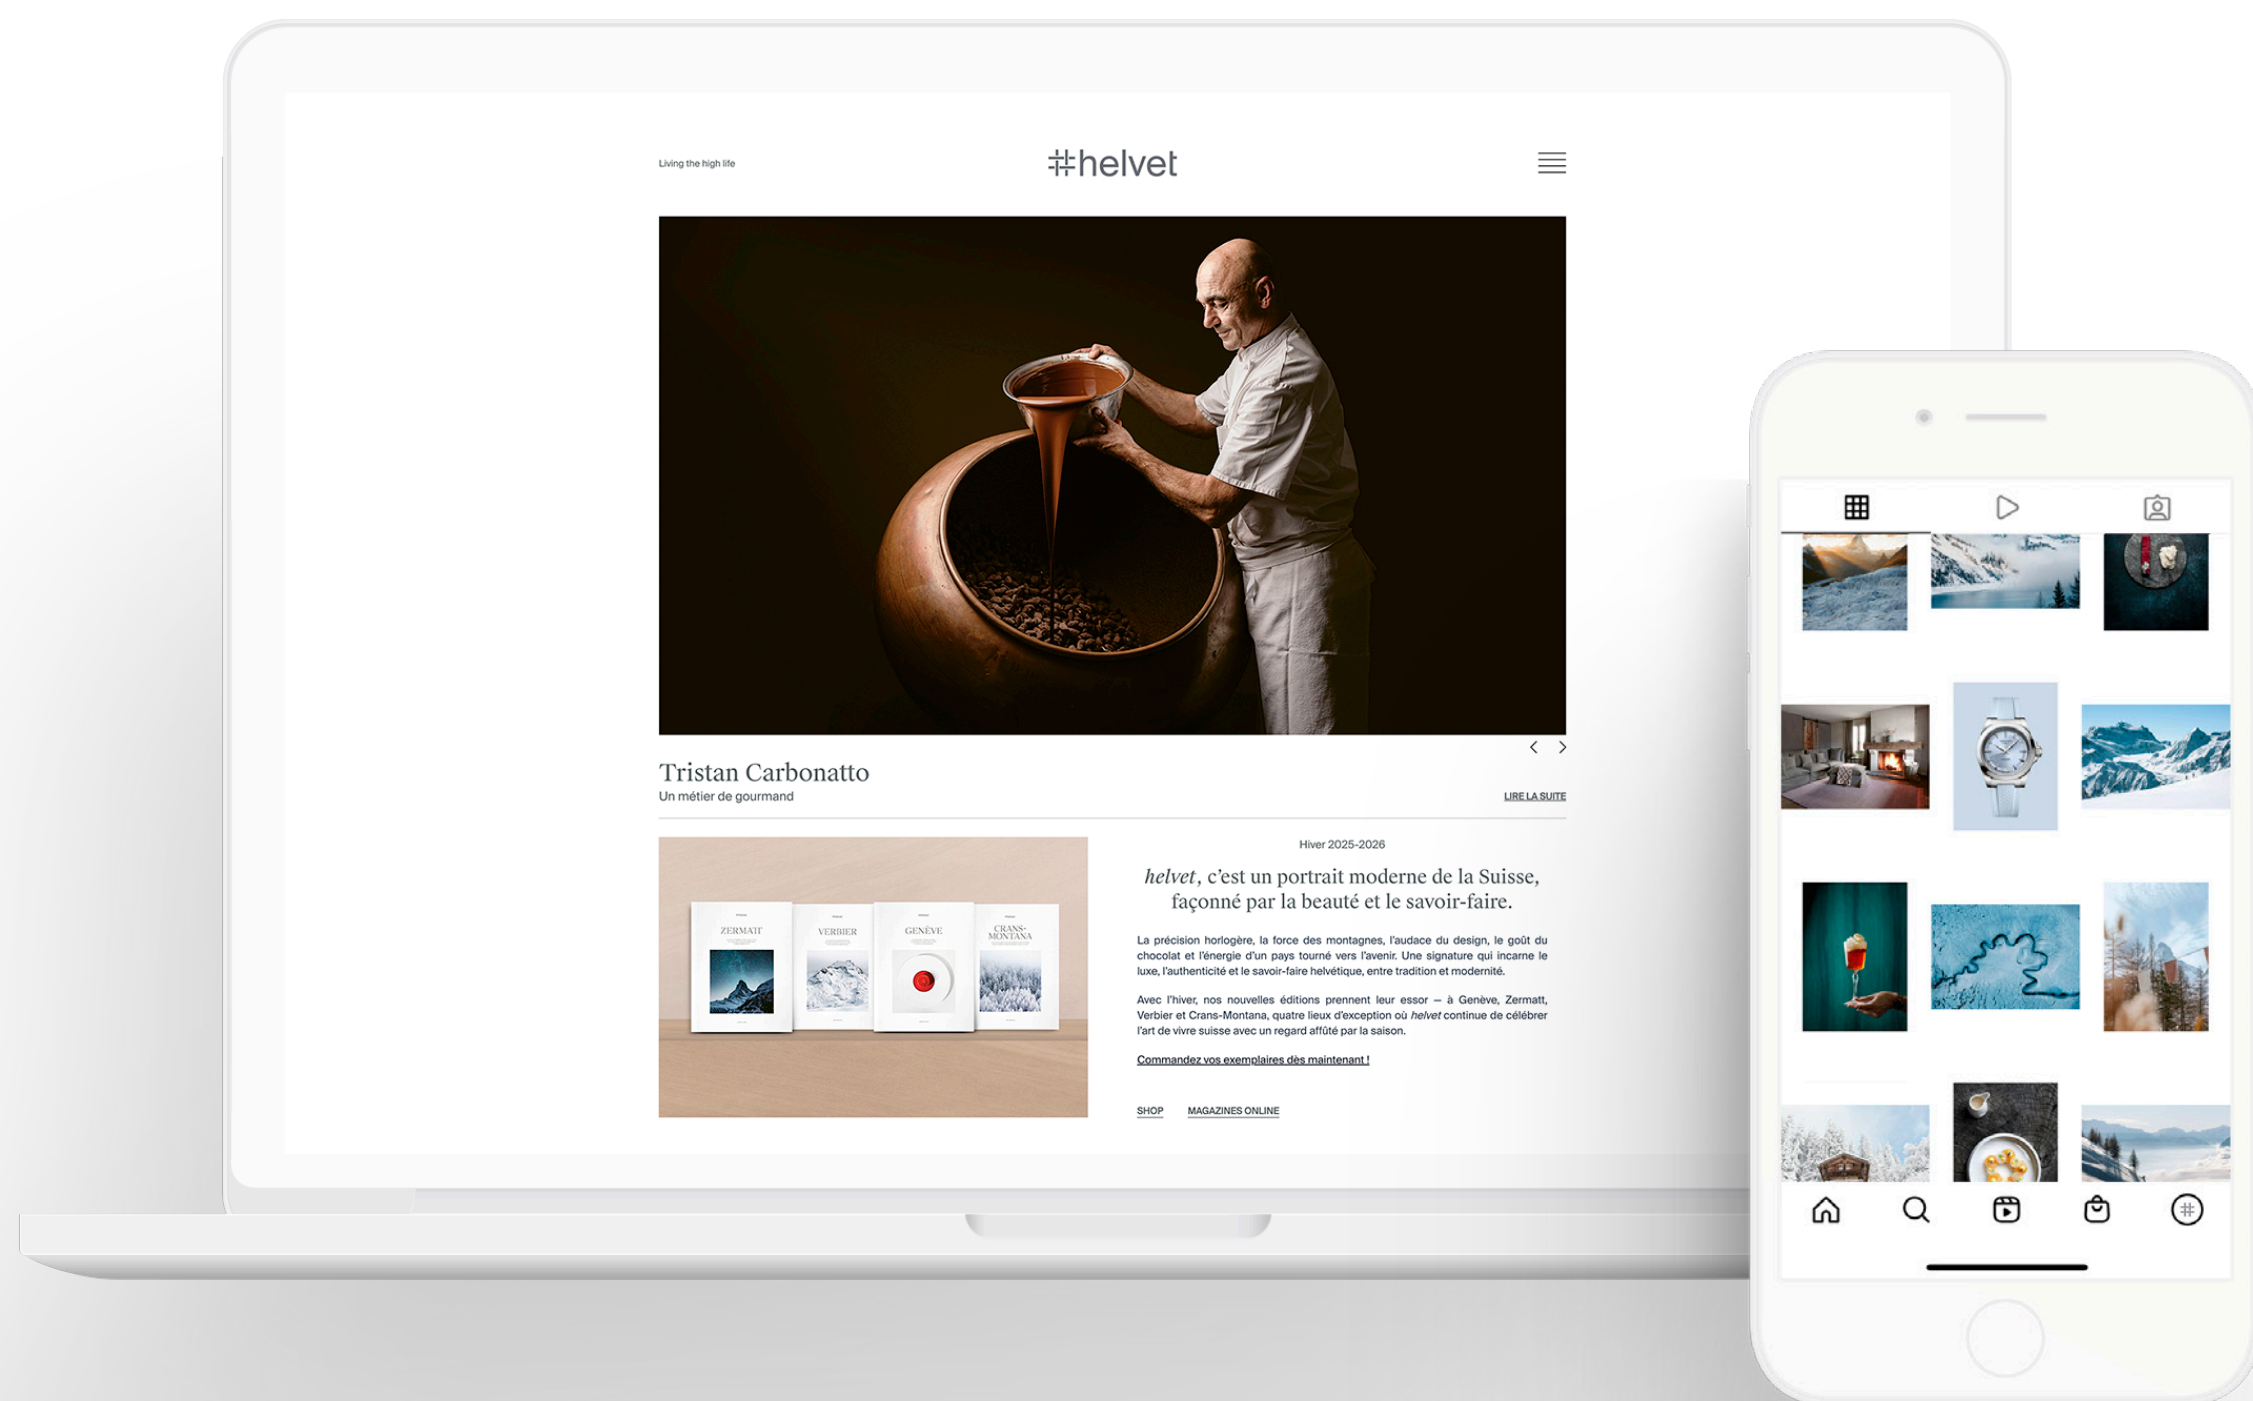 Living the high life
#helvet
Tristan Carbonatto
Un métier de gourmand
LIRE LA SUITE
ZERMATT
VERBIER
GENÈVE
CRANS-
MONTANA
Hiver 2025-2026
helvet, c’est un portrait moderne de la Suisse,
façonné par la beauté et le savoir-faire.
La précision horlogère, la force des montagnes, l’audace du design, le goût du
chocolat et l’énergie d’un pays tourné vers l’avenir. Une signature qui incarne le
luxe, l’authenticité et le savoir-faire helvétique, entre tradition et modernité.
Avec l’hiver, nos nouvelles éditions prennent leur essor — à Genève, Zermatt,
Verbier et Crans-Montana, quatre lieux d’exception où helvet continue de célébrer
l’art de vivre suisse avec un regard affûté par la saison.
Commandez vos exemplaires dès maintenant !
SHOP
MAGAZINES ONLINE
#